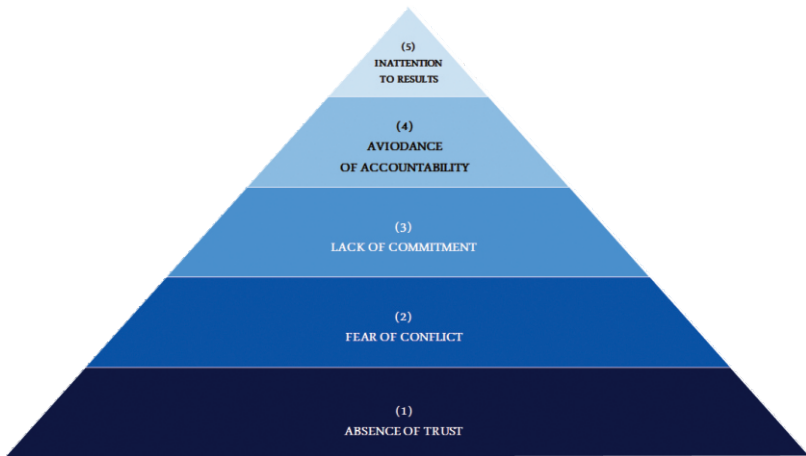 (5)
INATTENTION
TO RESULTS
(4)
AVIODANCE
OF ACCOUNTABILITY
(3)
LACK OF COMMITMENT
(2)
FEAR OF CONFLICT
(1)
ABSENCE OF TRUST